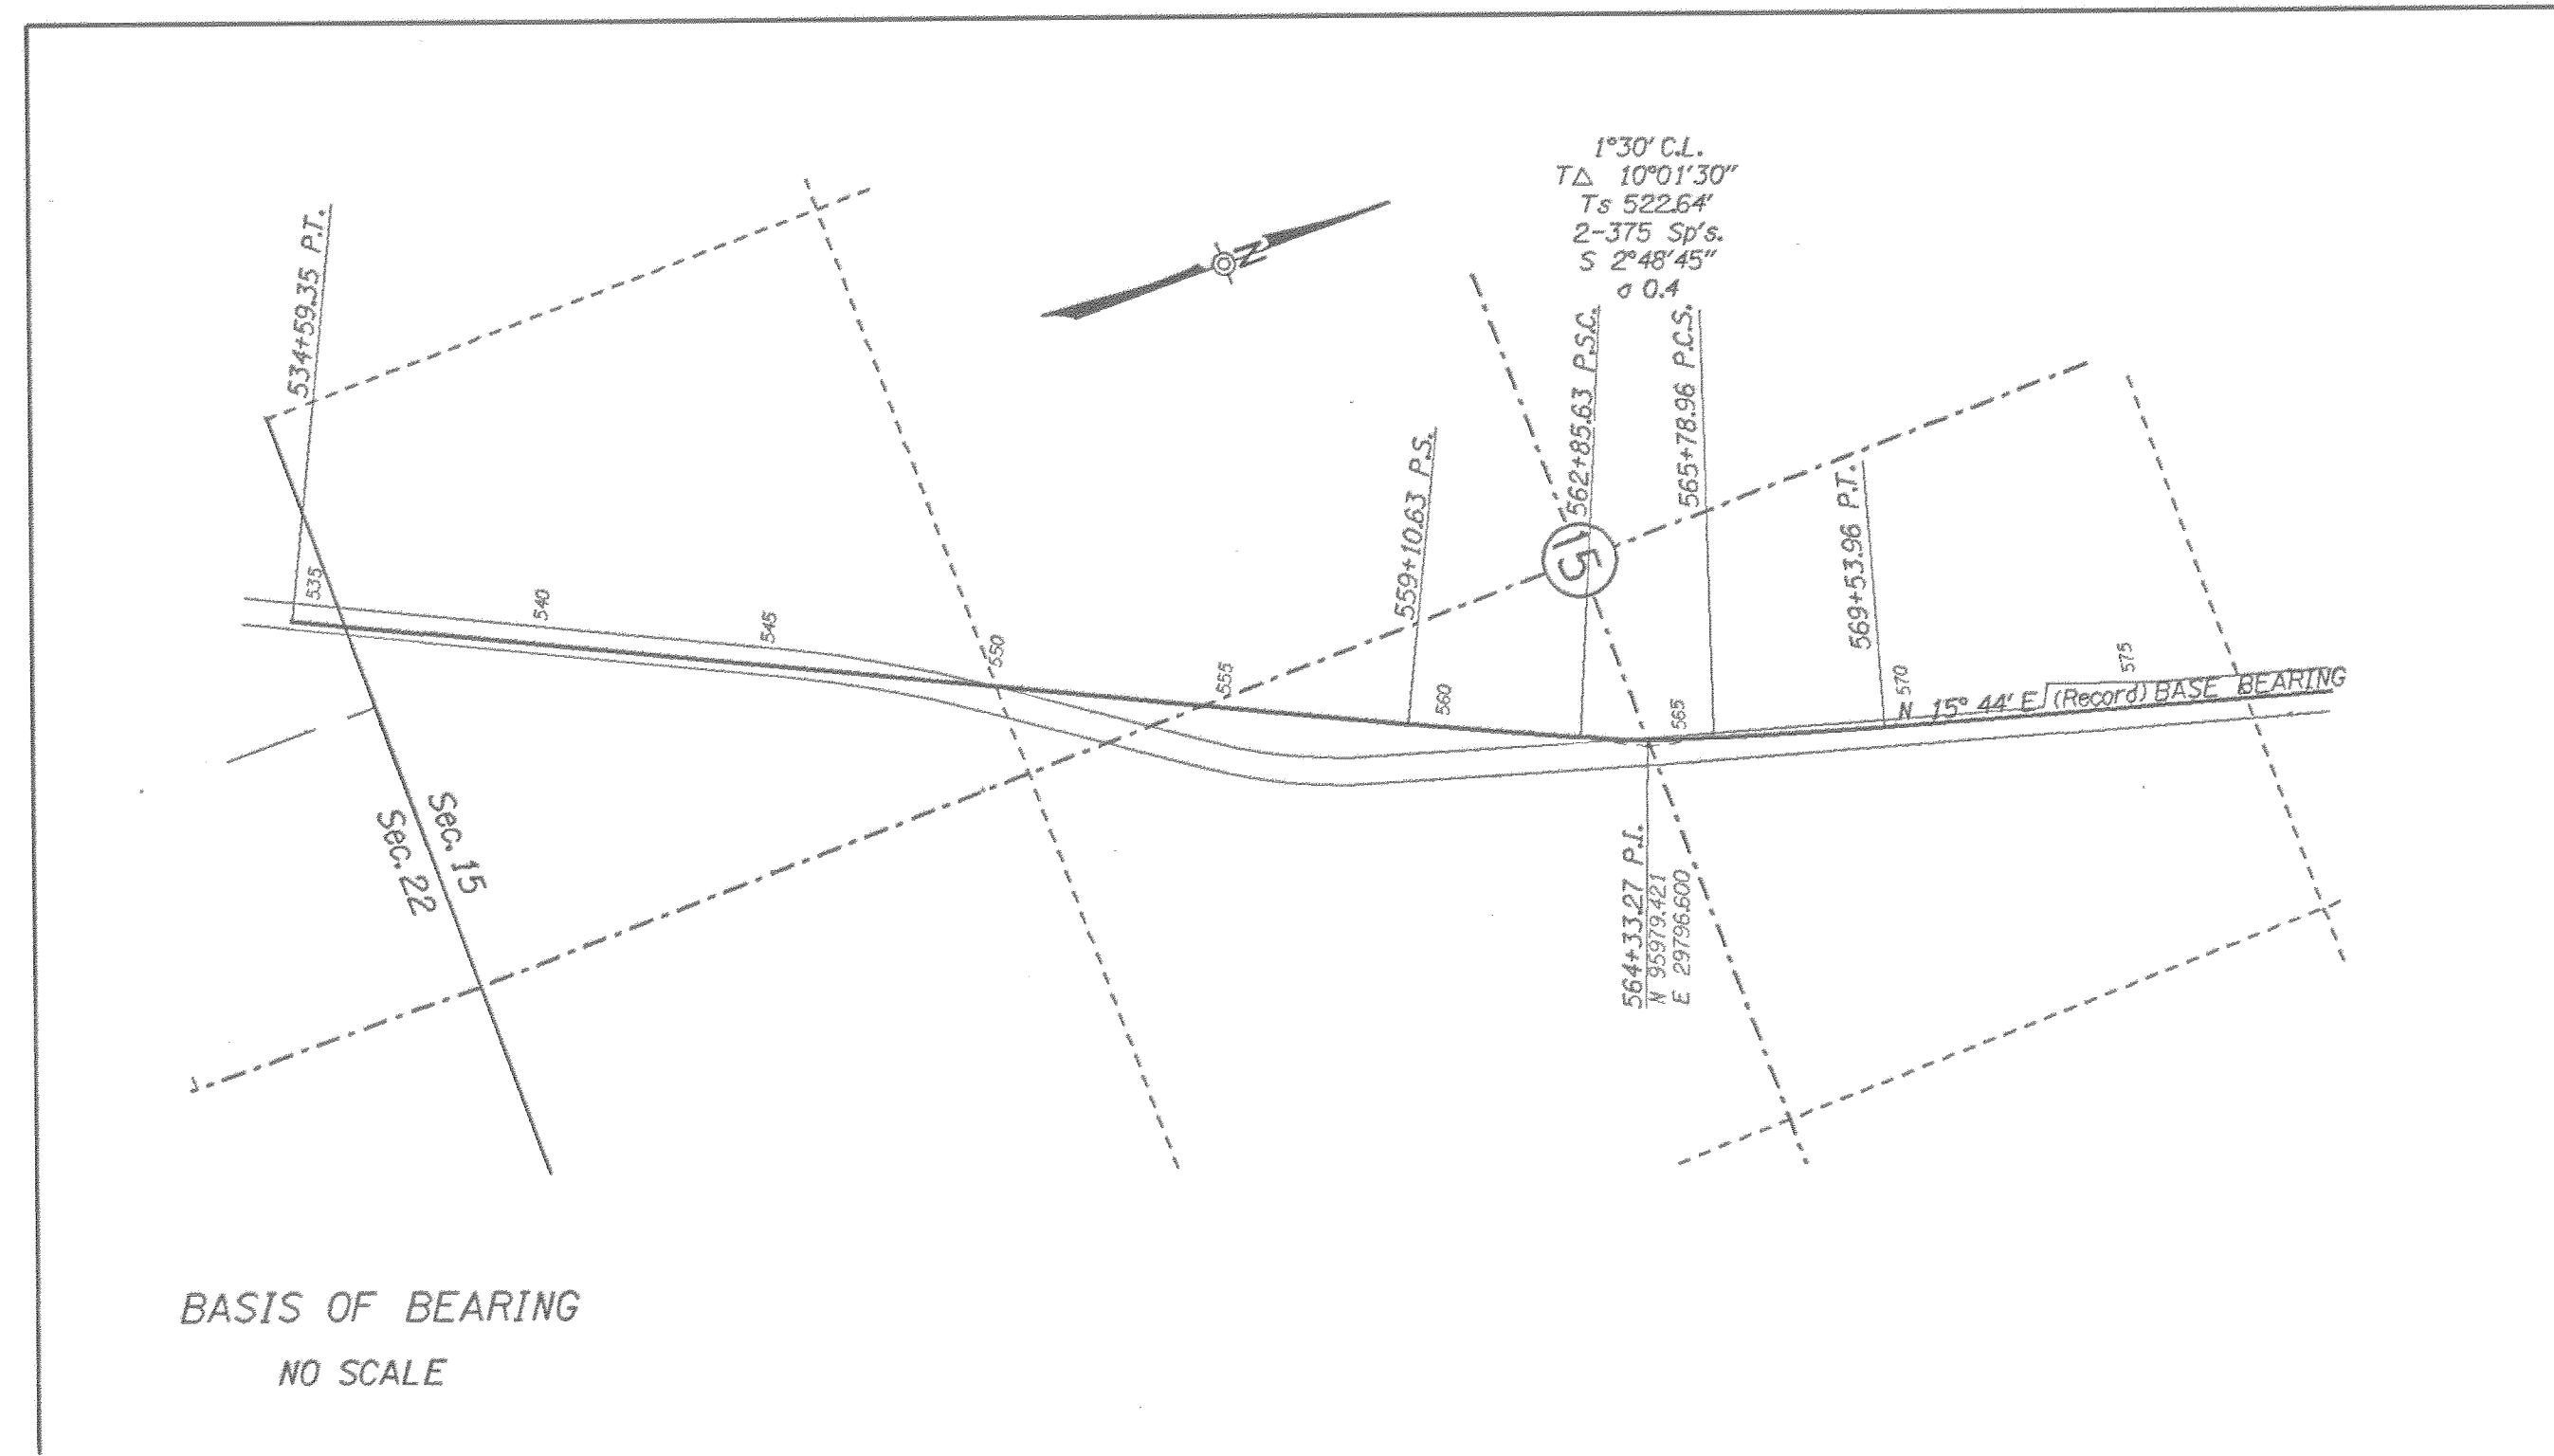 1°30' C.L.
T△ 10°01'30"
Ts 522.64'
2-375 Sp's.
S 2°48'45"
σ 0.4
534+59.35 P.T.
N
559+10.63 P.S.
562+85.63 P.S.C.
565+78.96 P.C.S.
569+53.96 P.T.
15
535
540
545
550
555
560
565
570
575
N 15° 44' E (Record) BASE BEARING
564+33.27 P.I.
N 95979.421
E 29796.600
Sec. 15
Sec. 22
BASIS OF BEARING
NO SCALE